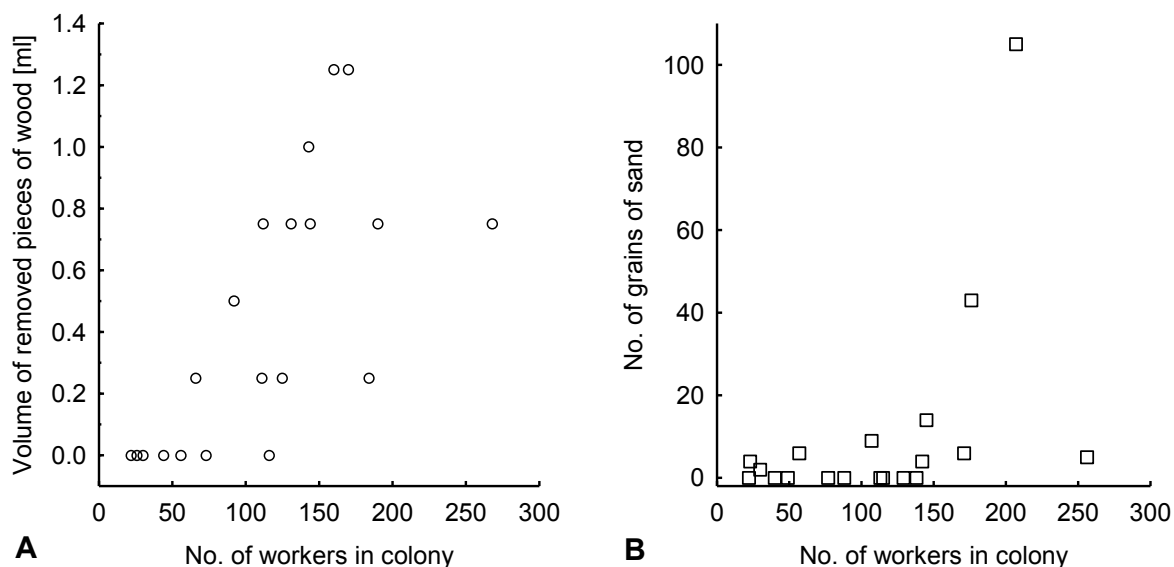 Volume of removed pieces of wood [ml]
1.4
1.2
1.0
0.8
0.6
0.4
0.2
0.0
0 50 100 150 200 250 300
No. of workers in colony
A
No. of grains of sand
100
80
60
40
20
0
0 50 100 150 200 250 300
No. of workers in colony
B